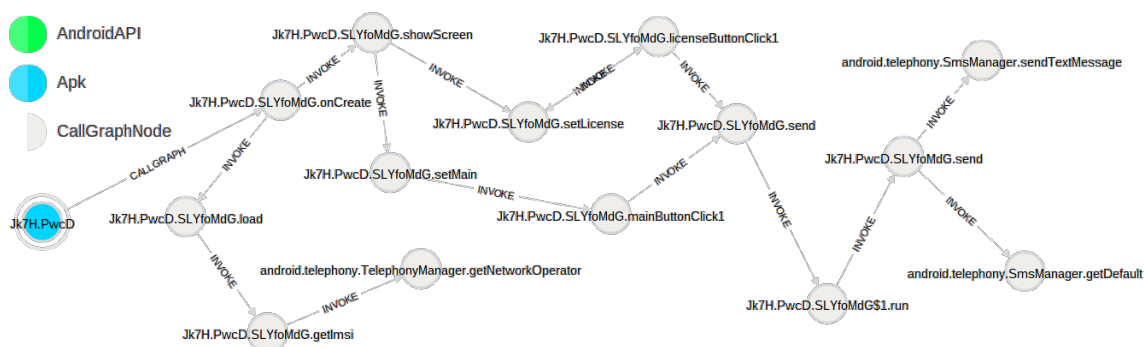 AndroidAPI
Apk
CallGraphNode
Jk7H.PwcD
CALLGRAPH
Jk7H.PwcD.SLYfoMdG.onCreate
INVOKE
Jk7H.PwcD.SLYfoMdG.showScreen
INVOKE
Jk7H.PwcD.SLYfoMdG.load
INVOKE
Jk7H.PwcD.SLYfoMdG.getImsi
INVOKE
android.telephony.TelephonyManager.getNetworkOperator
INVOKE
Jk7H.PwcD.SLYfoMdG.setMain
INVOKE
Jk7H.PwcD.SLYfoMdG.setLicense
INVOKE
INVOKE
Jk7H.PwcD.SLYfoMdG.licenseButtonClick1
INVOKE
INVOKE
Jk7H.PwcD.SLYfoMdG.mainButtonClick1
INVOKE
Jk7H.PwcD.SLYfoMdG.send
INVOKE
Jk7H.PwcD.SLYfoMdG$1.run
INVOKE
Jk7H.PwcD.SLYfoMdG.send
INVOKE
android.telephony.SmsManager.sendTextMessage
INVOKE
android.telephony.SmsManager.getDefault